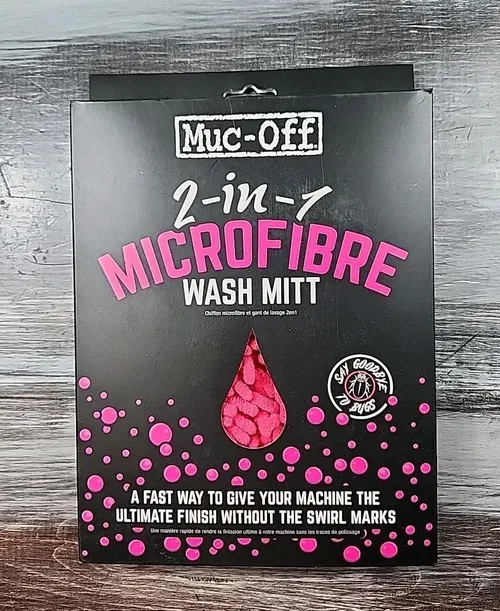 Muc-Off
2-in-1
MICROFIBRE
WASH MITT
Chiffon microfibre et gant de lavage 2en1
SAY GOODBYE
TO BUGS
A FAST WAY TO GIVE YOUR MACHINE THE
ULTIMATE FINISH WITHOUT THE SWIRL MARKS
Une manière rapide de rendre la finission ultime à votre machine sans les traces de polissage